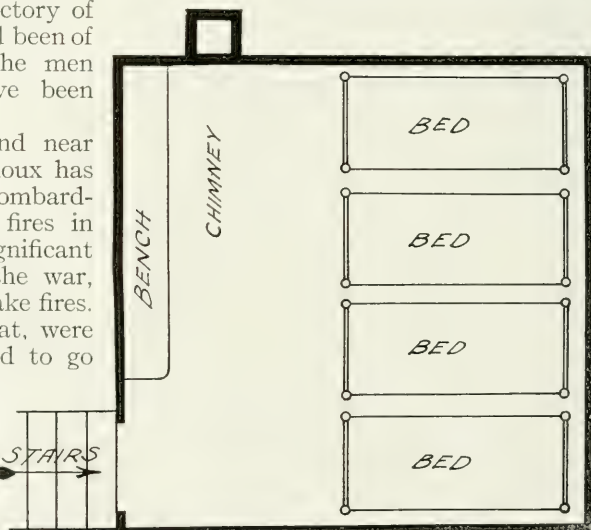 ctory of
l been of
he men
ve been
nd near
oux has
ombard-
fires in
gnificant
he war,
ake fires.
at, were
d to go
CHIMNEY
BENCH
STAIRS
BED
BED
BED
BED